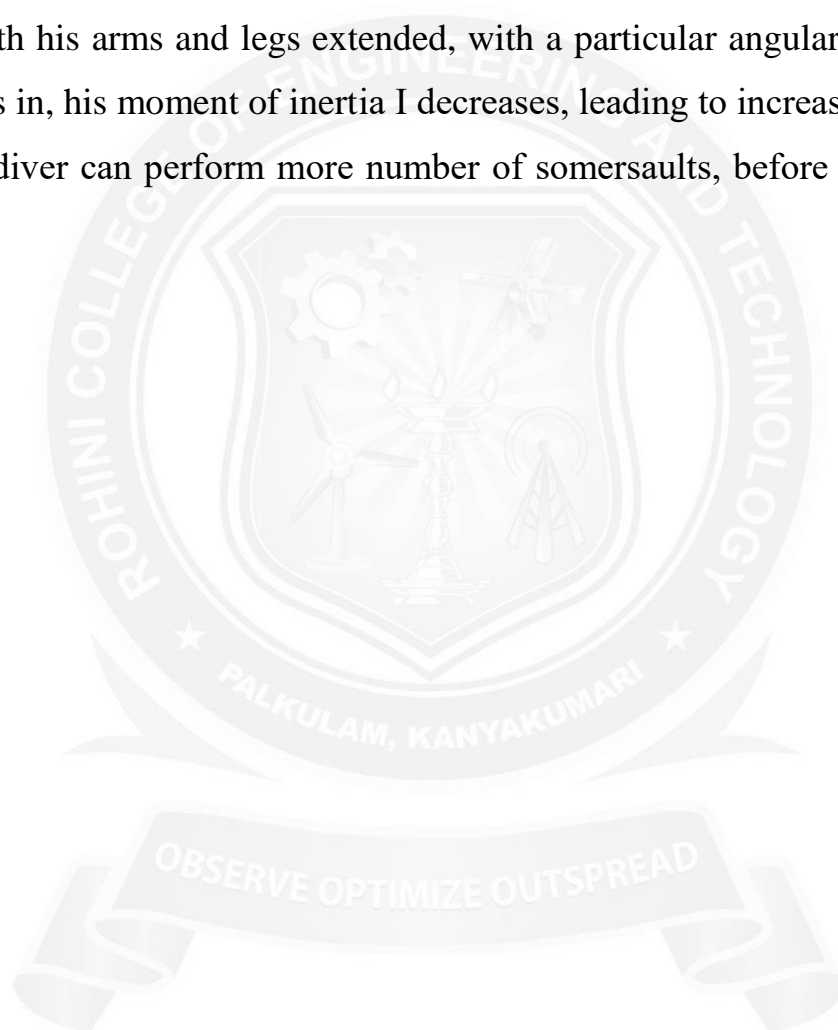 th his arms and legs extended, with a particular angular
s in, his moment of inertia I decreases, leading to increas
diver can perform more number of somersaults, before
ROHINI COLLEGE OF ENGINEERING AND TECHNOLOGY
PALKULAM, KANYAKUMARI
OBSERVE OPTIMIZE OUTSPREAD